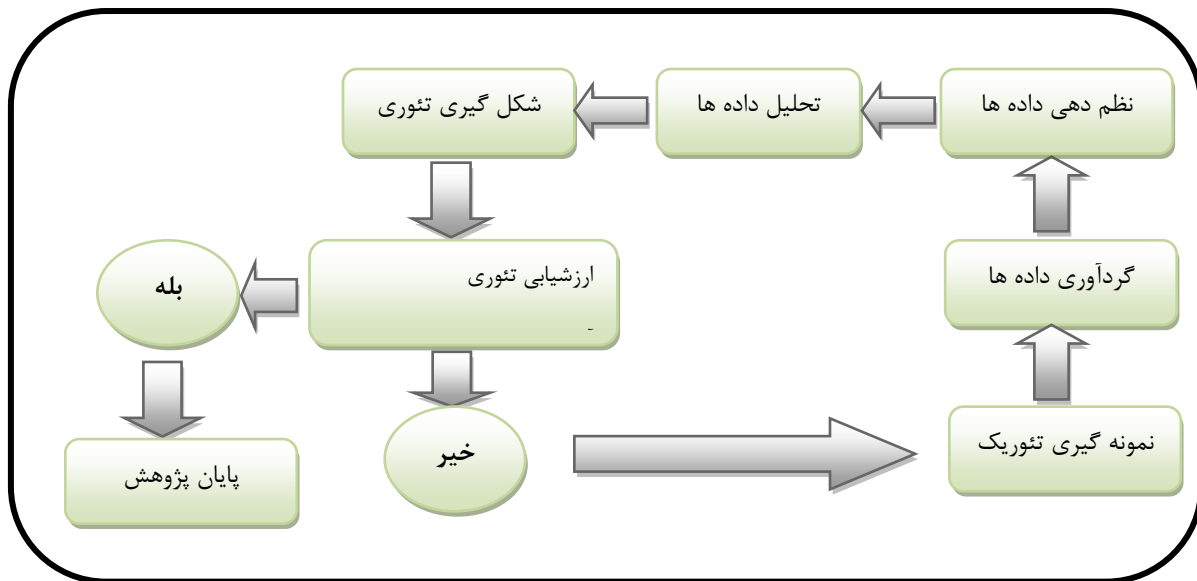 نظم دهی داده ها
تحلیل داده ها
شکل گیری تئوری
گردآوری داده ها
ارزشیابی تئوری
بله
نمونه گیری تئوریک
خیر
پایان پژوهش